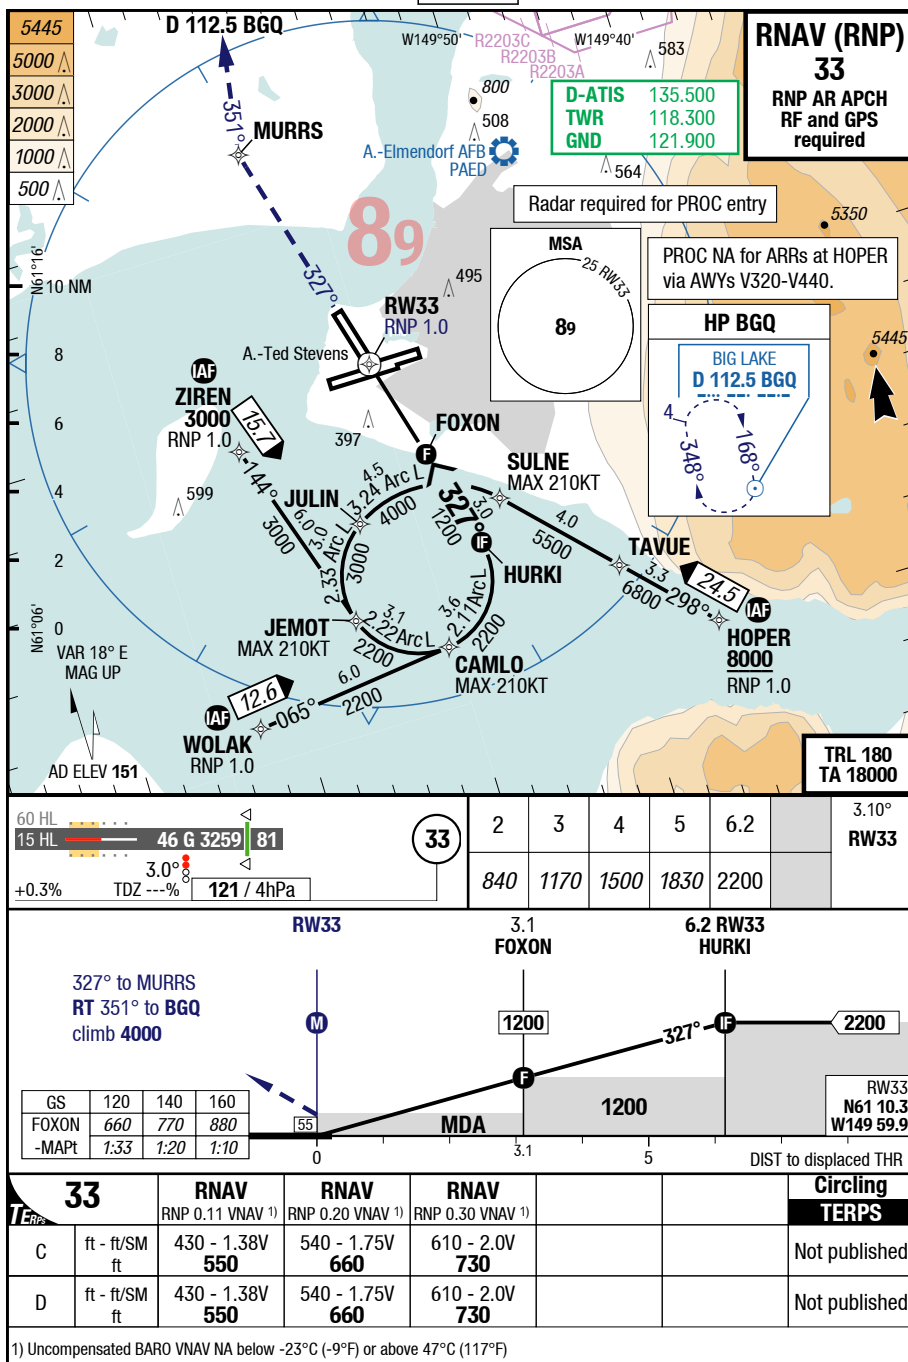 5445
5000
3000
2000
1000
500
D 112.5 BGQ
351°
MURRS
327°
W149°50'
W149°40'
R2203C
R2203B
R2203A
583
800
508
A.-Elmendorf AFB
PAED
D-ATIS 135.500
TWR 118.300
GND 121.900
564
RNAV (RNP)
33
RNP AR APCH
RF and GPS
required
Radar required for PROC entry
5350
PROC NA for ARRs at HOPER
via AWYs V320-V440.
MSA
25 RW33
89
89
495
HP BGQ
BIG LAKE
D 112.5 BGQ
4
348°
168°
5445
N61°16'
10 NM
8
6
4
2
0
N61°06'
RW33
RNP 1.0
A.-Ted Stevens
397
599
IAF
ZIREN
3000
RNP 1.0
15.7
144°
6.0
3000
FOXON
F
JULIN
4.5
3.24 Arc L
4000
3.0
2.33 Arc L
3000
327°
1200
3.0
SULNE
MAX 210KT
4.0
5500
IF
HURKI
TAVUE
3.3
6800
298°
24.5
IAF
HOPER
8000
RNP 1.0
JEMOT
MAX 210KT
3.1
2.22Arc L
2200
3.6
2.11Arc L
2200
CAMLO
MAX 210KT
6.0
2200
065°
12.6
IAF
WOLAK
RNP 1.0
VAR 18° E
MAG UP
AD ELEV 151
TRL 180
TA 18000
60 HL
15 HL
46 G 3259 81
3.0°
+0.3%
TDZ ---%
121 / 4hPa
33
2 3 4 5 6.2
840 1170 1500 1830 2200
3.10°
RW33
RW33
3.1
FOXON
6.2 RW33
HURKI
327° to MURRS
RT 351° to BGQ
climb 4000
M
1200
IF
2200
327°
F
1200
MDA
55
GS 120 140 160
FOXON 660 770 880
-MAPt 1:33 1:20 1:10
RW33
N61 10.3
W149 59.9
0
3.1
5
DIST to displaced THR
TERPS
33
RNAV
RNP 0.11 VNAV 1)
RNAV
RNP 0.20 VNAV 1)
RNAV
RNP 0.30 VNAV 1)
Circling
TERPS
C ft - ft/SM 430 - 1.38V 540 - 1.75V 610 - 2.0V Not published
ft 550 660 730
D ft - ft/SM 430 - 1.38V 540 - 1.75V 610 - 2.0V Not published
ft 550 660 730
1) Uncompensated BARO VNAV NA below -23°C (-9°F) or above 47°C (117°F)